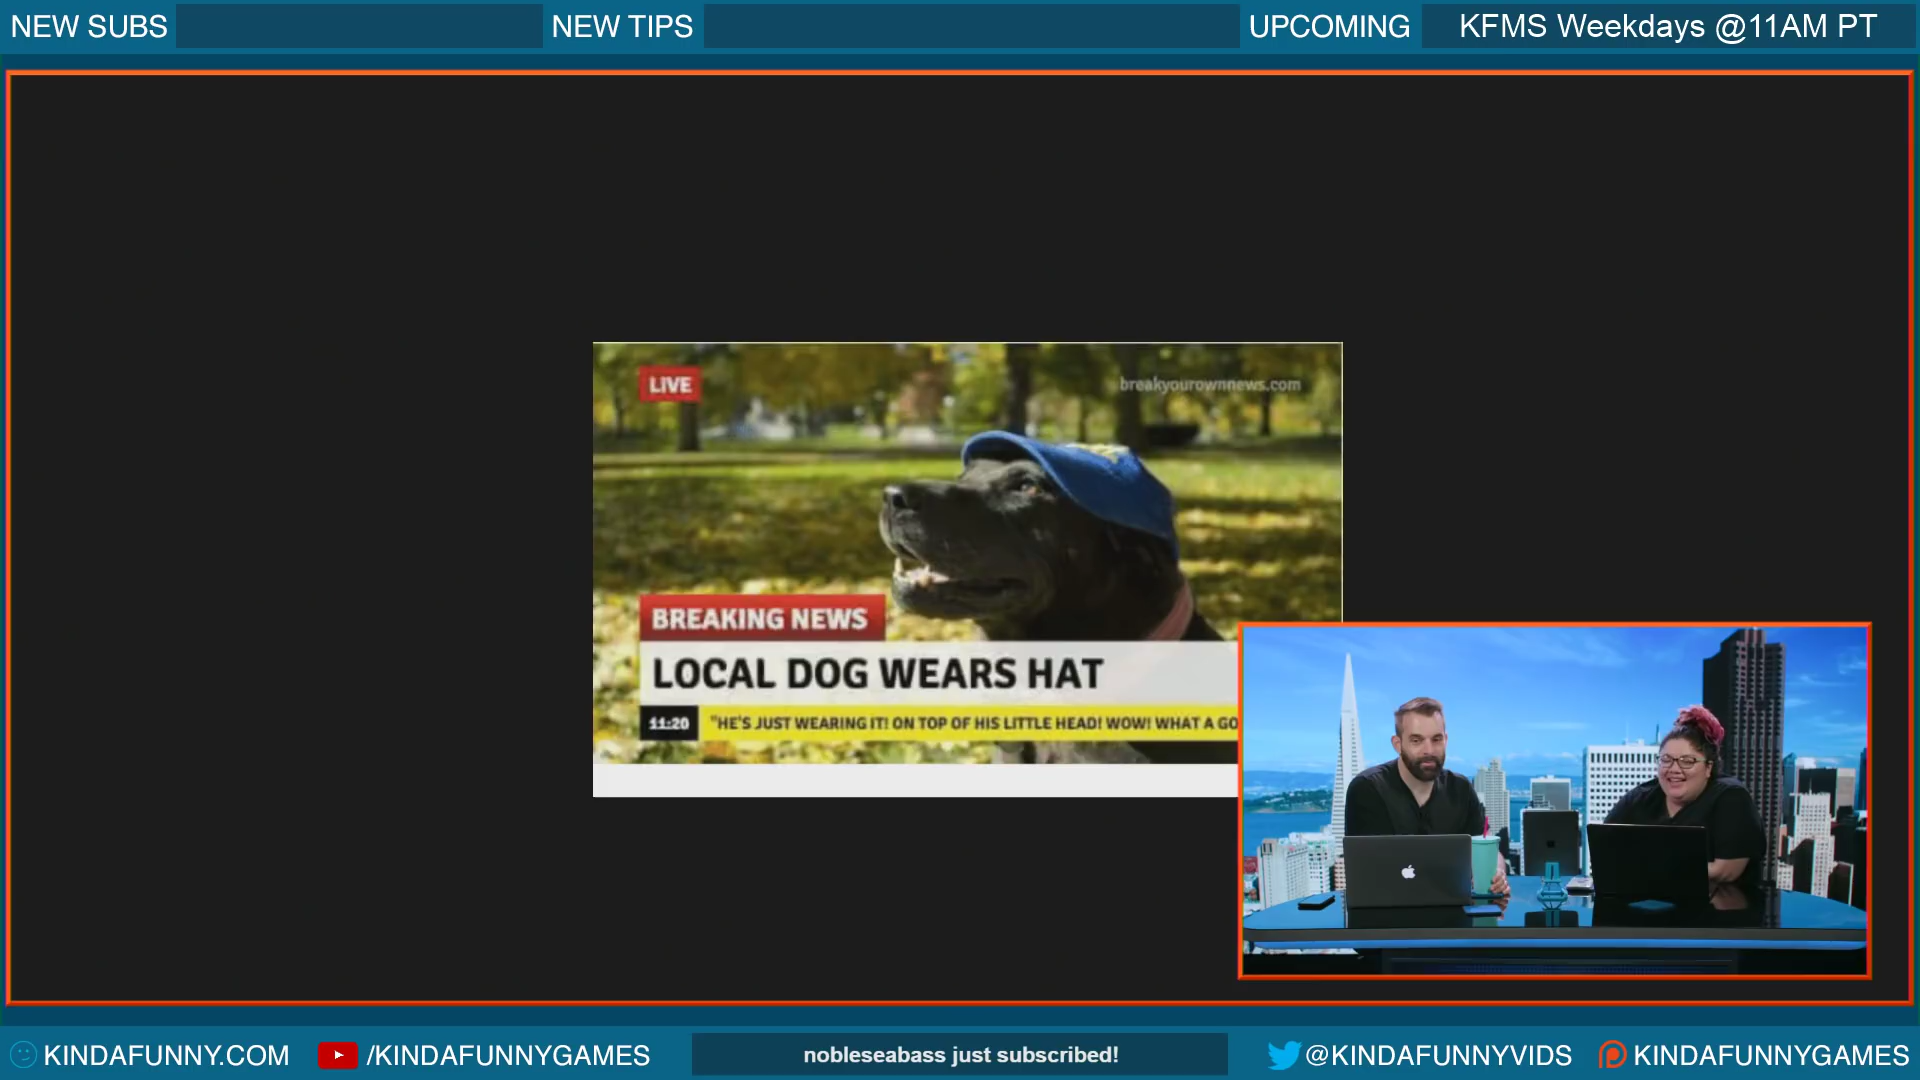 NEW SUBS
NEW TIPS
UPCOMING
KFMS Weekdays @11AM PT
LIVE
breakyourownnews.com
BREAKING NEWS
LOCAL DOG WEARS HAT
11:20
"HE'S JUST WEARING IT! ON TOP OF HIS LITTLE HEAD! WOW! WHAT A GO
KINDAFUNNY.COM
/KINDAFUNNYGAMES
nobleseabass just subscribed!
@KINDAFUNNYVIDS
KINDAFUNNYGAMES